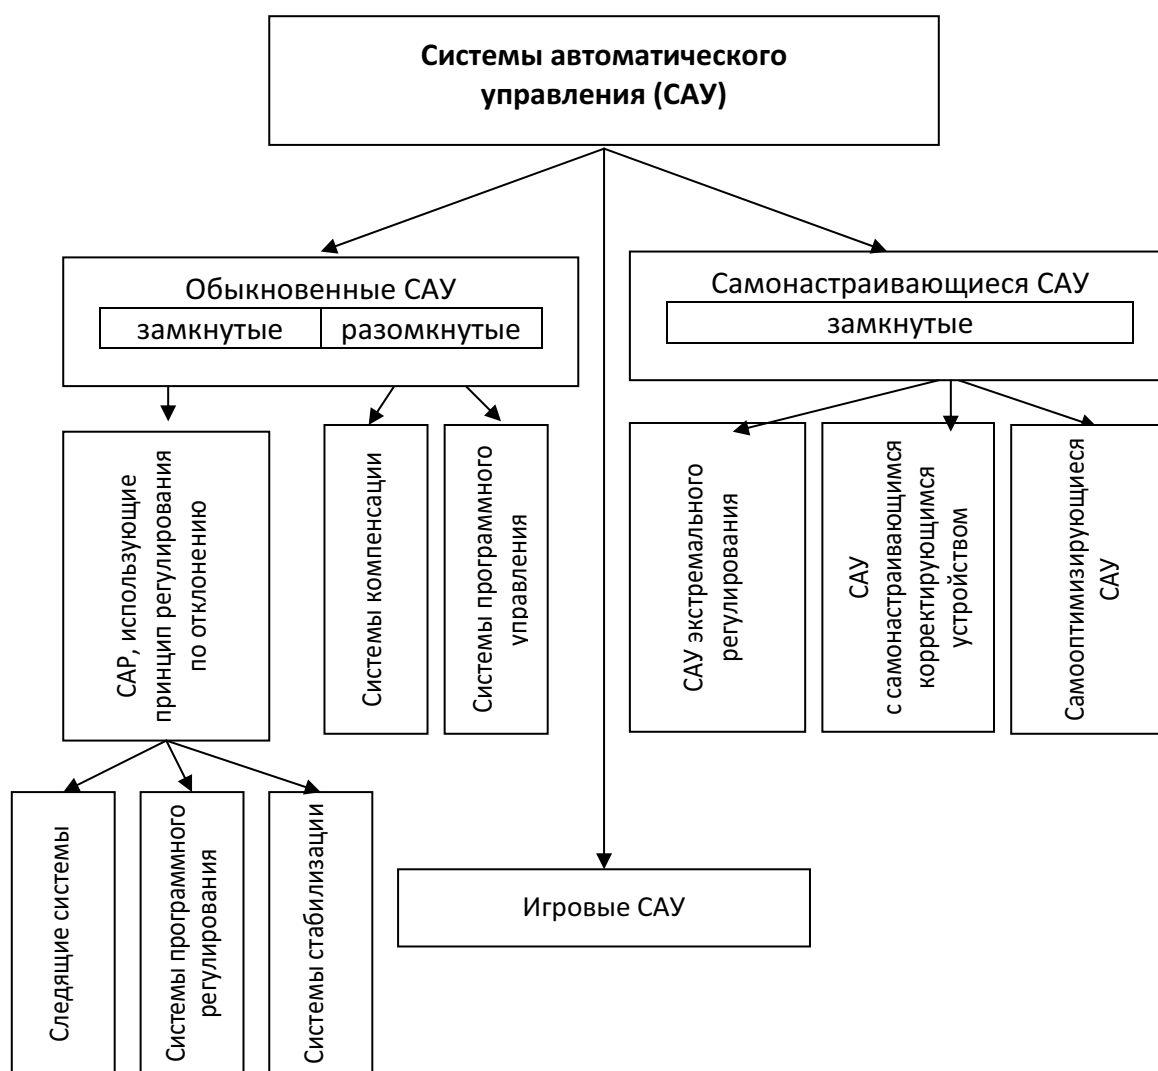 Системы автоматического
управления (САУ)
Обыкновенные САУ
замкнутые
разомкнутые
Самонастраивающиеся САУ
замкнутые
САР, использующие
принцип регулирования
по отклонению
Системы компенсации
Системы программного
управления
САУ экстремального
регулирования
САУ
с самонастраивающимся
корректирующимся
устройством
Самооптимизирующиеся
САУ
Следящие системы
Системы программного
регулирования
Системы стабилизации
Игровые САУ